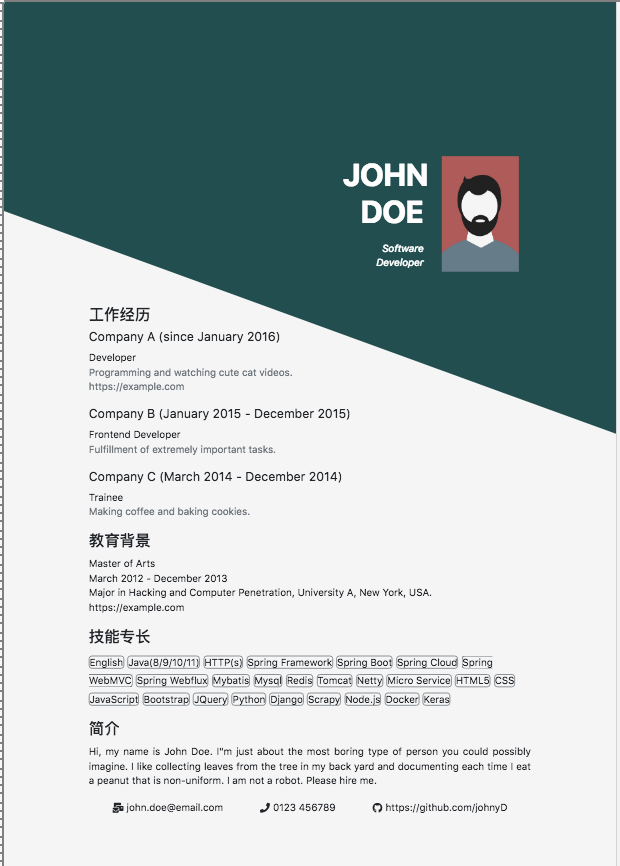 JOHN
DOE
Software
Developer
工作经历
Company A (since January 2016)
Developer
Programming and watching cute cat videos.
https://example.com
Company B (January 2015 - December 2015)
Frontend Developer
Fulfillment of extremely important tasks.
Company C (March 2014 - December 2014)
Trainee
Making coffee and baking cookies.
教育背景
Master of Arts
March 2012 - December 2013
Major in Hacking and Computer Penetration, University A, New York, USA.
https://example.com
技能专长
English Java(8/9/10/11) HTTP(s) Spring Framework Spring Boot Spring Cloud Spring
WebMVC Spring Webflux Mybatis Mysql Redis Tomcat Netty Micro Service HTML5 CSS
JavaScript Bootstrap JQuery Python Django Scrapy Node.js Docker Keras
简介
Hi, my name is John Doe. I"m just about the most boring type of person you could possibly
imagine. I like collecting leaves from the tree in my back yard and documenting each time I eat
a peanut that is non-uniform. I am not a robot. Please hire me.
john.doe@email.com 0123 456789 https://github.com/johnyD